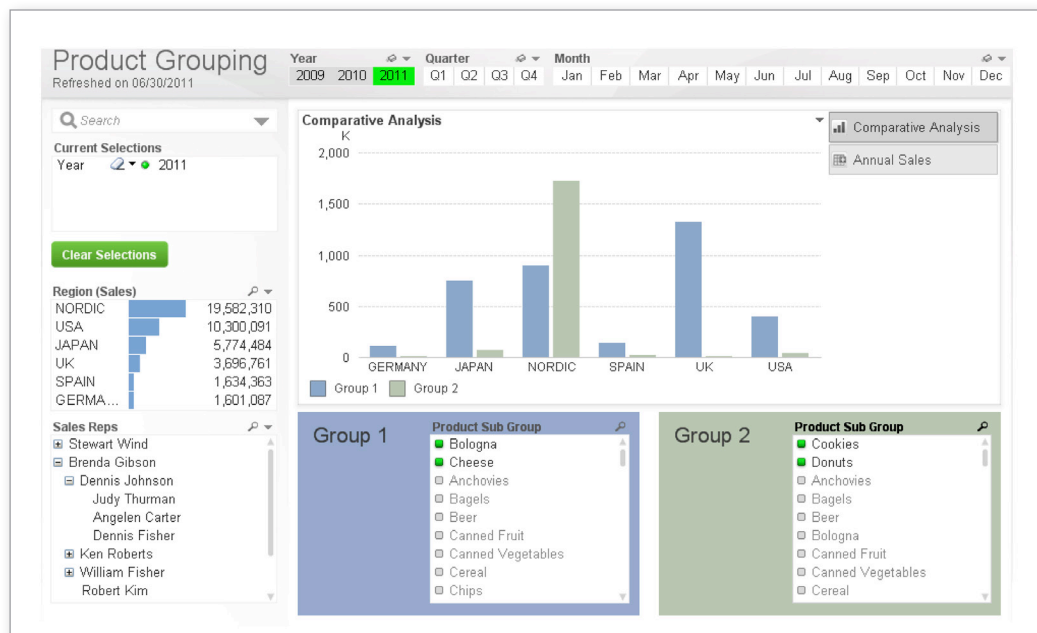 Product Grouping
Refreshed on 06/30/2011
Year
2009 2010 2011
Quarter
Q1 Q2 Q3 Q4
Month
Jan Feb Mar Apr May Jun Jul Aug Sep Oct Nov Dec
Search
Current Selections
Year 2011
Clear Selections
Region (Sales)
NORDIC 19,582,310
USA 10,300,091
JAPAN 5,774,484
UK 3,696,761
SPAIN 1,634,363
GERMA... 1,601,087
Sales Reps
Stewart Wind
Brenda Gibson
Dennis Johnson
Judy Thurman
Angelen Carter
Dennis Fisher
Ken Roberts
William Fisher
Robert Kim
Comparative Analysis
K
2,000
1,500
1,000
500
0
GERMANY JAPAN NORDIC SPAIN UK USA
Group 1 Group 2
Comparative Analysis
Annual Sales
Group 1
Product Sub Group
Bologna
Cheese
Anchovies
Bagels
Beer
Canned Fruit
Canned Vegetables
Cereal
Chips
Group 2
Product Sub Group
Cookies
Donuts
Anchovies
Bagels
Beer
Bologna
Canned Fruit
Canned Vegetables
Cereal